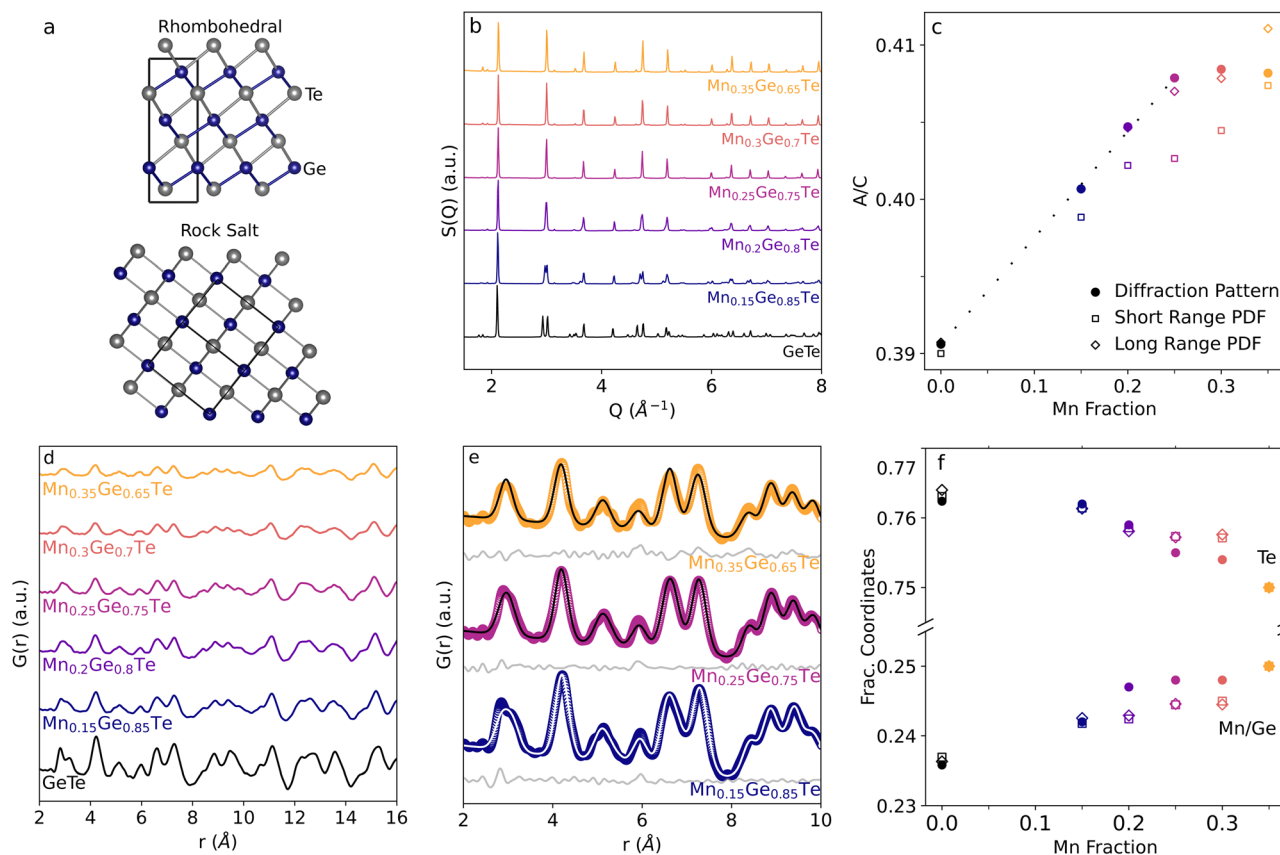 a
Rhombohedral
Te
Ge
Rock Salt
b
S(Q) (a.u.)
Mn0.35Ge0.65Te
Mn0.3Ge0.7Te
Mn0.25Ge0.75Te
Mn0.2Ge0.8Te
Mn0.15Ge0.85Te
GeTe
2
4
6
8
Q (Å⁻¹)
c
A/C
0.41
0.40
0.39
Diffraction Pattern
Short Range PDF
Long Range PDF
0.0
0.1
0.2
0.3
Mn Fraction
d
G(r) (a.u.)
Mn0.35Ge0.65Te
Mn0.3Ge0.7Te
Mn0.25Ge0.75Te
Mn0.2Ge0.8Te
Mn0.15Ge0.85Te
GeTe
2
4
6
8
10
12
14
16
r (Å)
e
G(r) (a.u.)
Mn0.35Ge0.65Te
Mn0.25Ge0.75Te
Mn0.15Ge0.85Te
2
4
6
8
10
r (Å)
f
Frac. Coordinates
0.77
0.76
0.75
0.25
0.24
0.23
Te
Mn/Ge
0.0
0.1
0.2
0.3
Mn Fraction